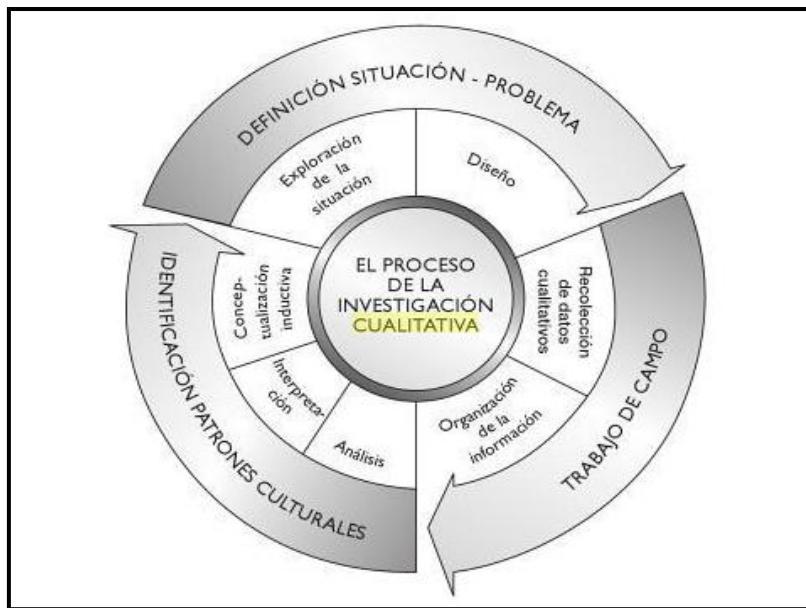 DEFINICIÓN SITUACIÓN - PROBLEMA
Exploración
de la
situación
Diseño
EL PROCESO
DE LA
INVESTIGACIÓN
CUALITATIVA
Recolección
de datos
cualitativos
TRABAJO DE CAMPO
Organización
de la
información
Análisis
Interpreta-
ción
Concep-
tualización
inductiva
IDENTIFICACIÓN PATRONES CULTURALES